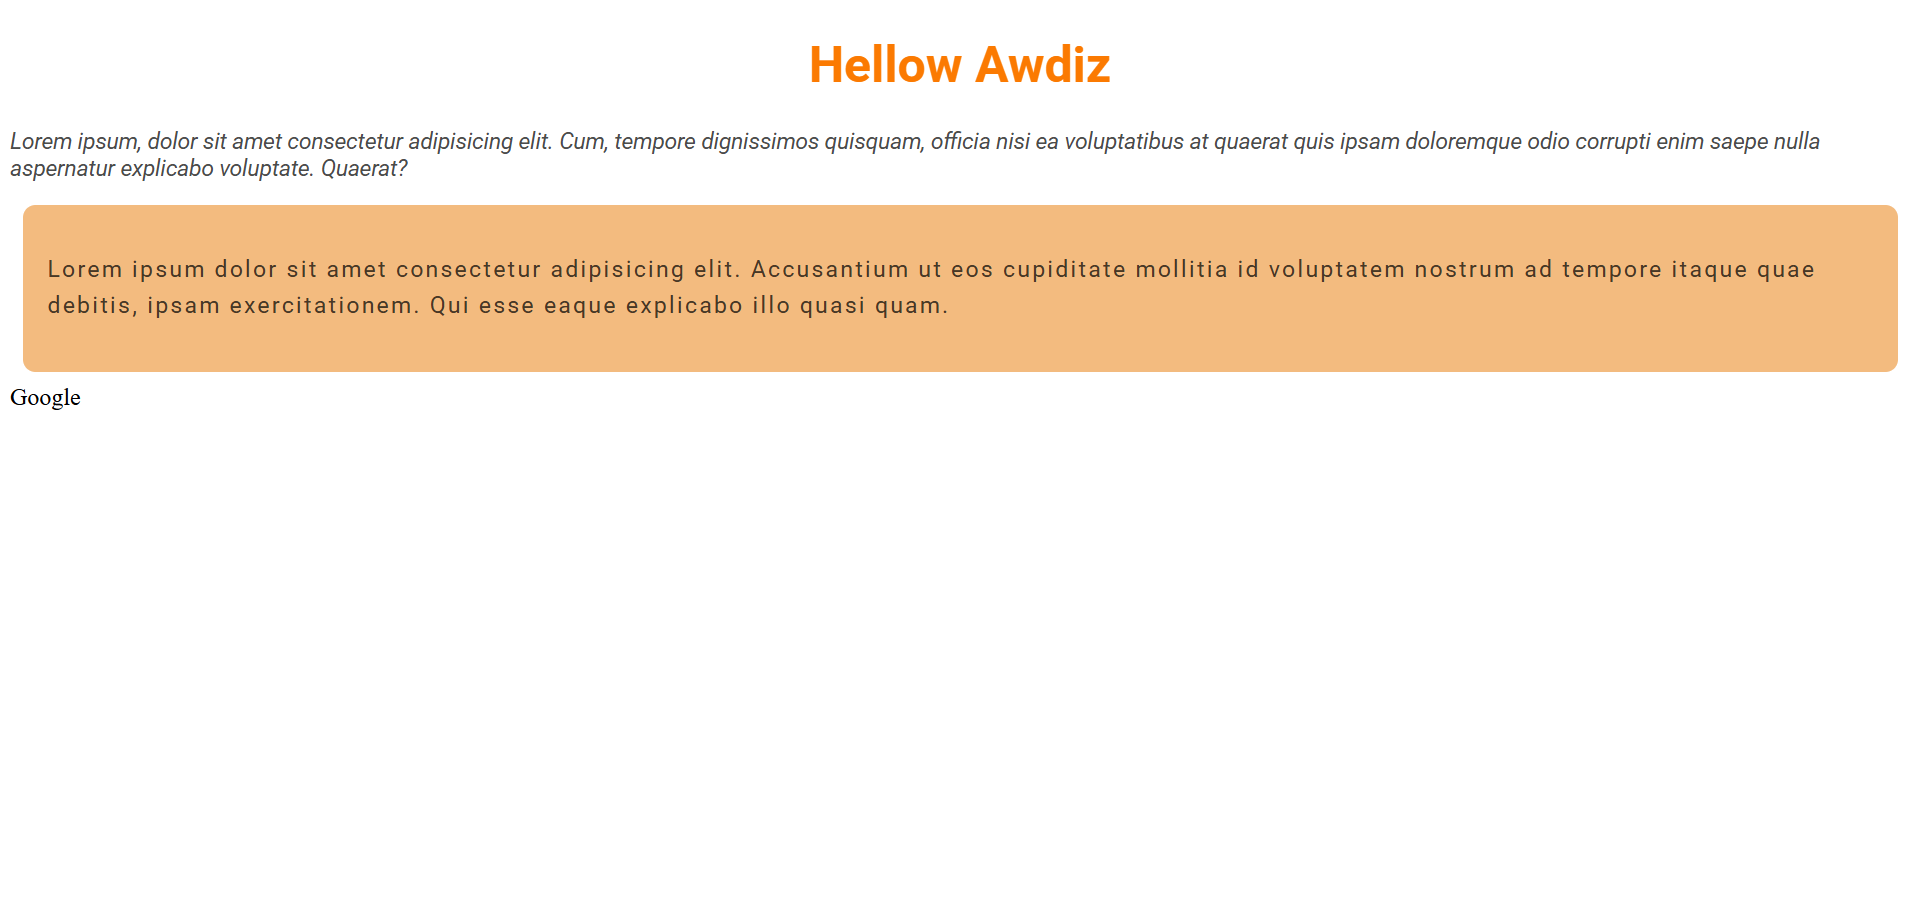 Hellow Awdiz
Lorem ipsum, dolor sit amet consectetur adipisicing elit. Cum, tempore dignissimos quisquam, officia nisi ea voluptatibus at quaerat quis ipsam doloremque odio corrupti enim saepe nulla
aspernatur explicabo voluptate. Quaerat?
Lorem ipsum dolor sit amet consectetur adipisicing elit. Accusantium ut eos cupiditate mollitia id voluptatem nostrum ad tempore itaque quae
debitis, ipsam exercitationem. Qui esse eaque explicabo illo quasi quam.
Google